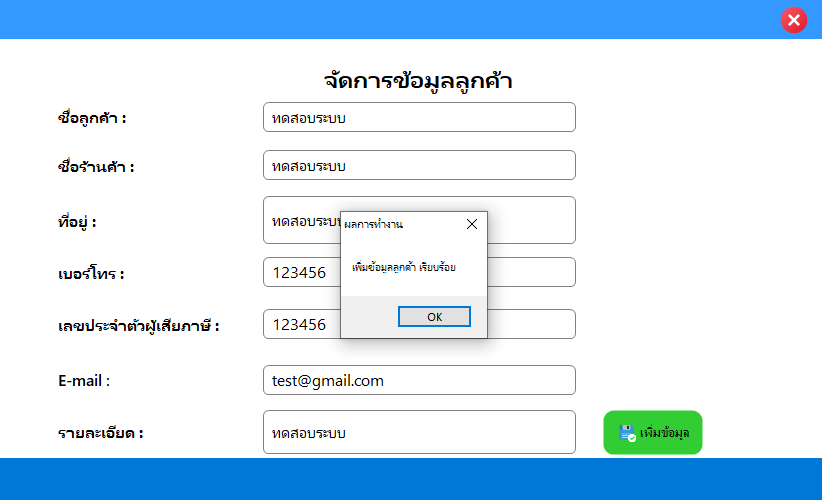 จัดการข้อมูลลูกค้า
ชื่อลูกค้า : ทดสอบระบบ
ชื่อร้านค้า : ทดสอบระบบ
ที่อยู่ : ทดสอบระบบ
ผลการทำงาน
เพิ่มข้อมูลลูกค้า เรียบร้อย
OK
เบอร์โทร : 123456
เลขประจำตัวผู้เสียภาษี : 123456
E-mail : test@gmail.com
รายละเอียด : ทดสอบระบบ
เพิ่มข้อมูล